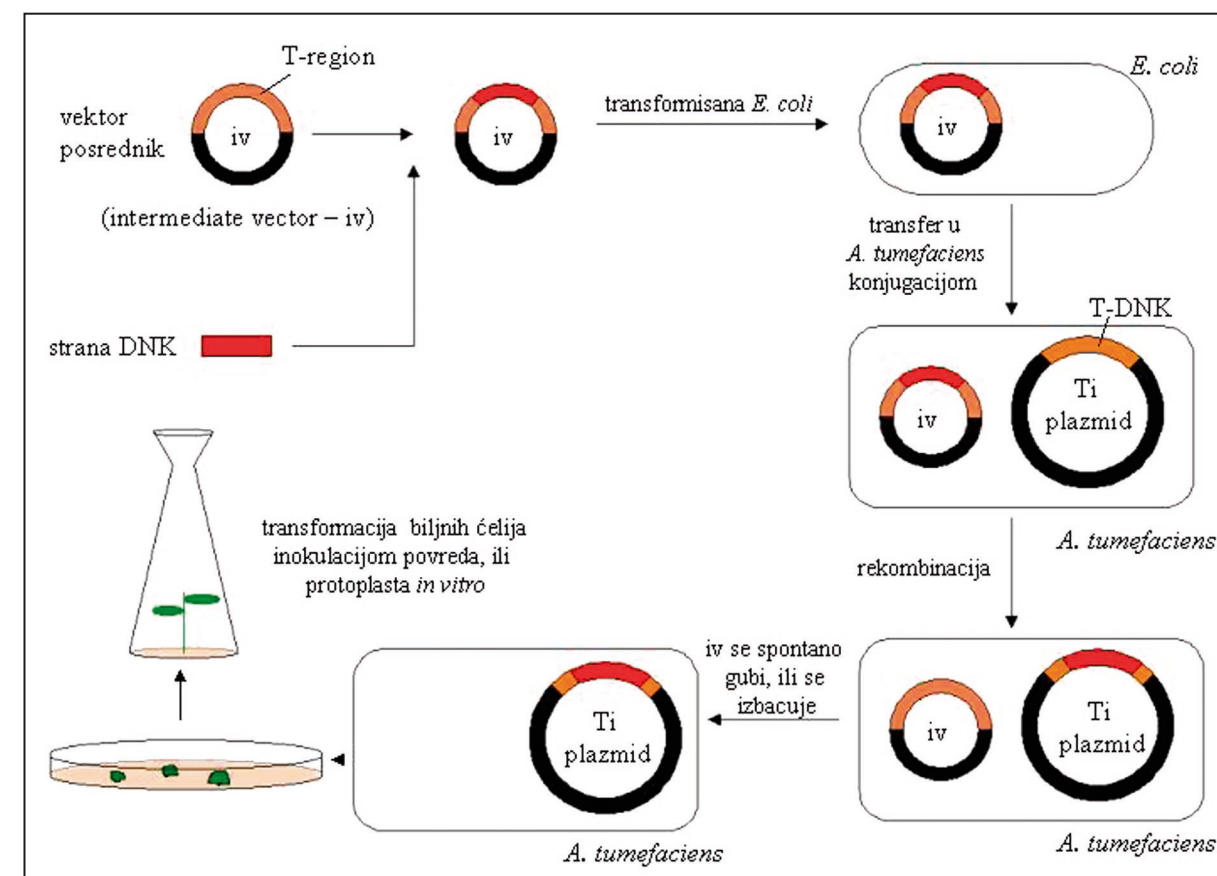 T-region
vektor
posrednik
iv
(intermediate vector – iv)
strana DNK
iv
transformisana E. coli
E. coli
iv
transfer u
A. tumefaciens
konjugacijom
T-DNK
iv
Ti
plazmid
A. tumefaciens
rekombinacija
iv
Ti
plazmid
A. tumefaciens
iv se spontano
gubi, ili se
izbacuje
Ti
plazmid
A. tumefaciens
transformacija biljnih ćelija
inokulacijom povreda, ili
protoplasta in vitro